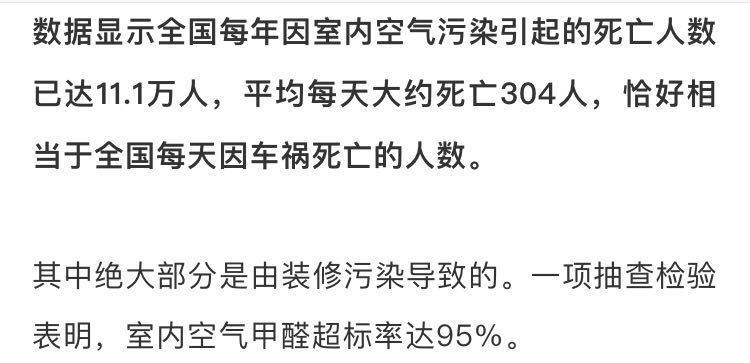 数据显示全国每年因室内空气污染引起的死亡人数
已达11.1万人，平均每天大约死亡304人，恰好相
当于全国每天因车祸死亡的人数。
其中绝大部分是由装修污染导致的。一项抽查检验
表明，室内空气甲醛超标率达95%。